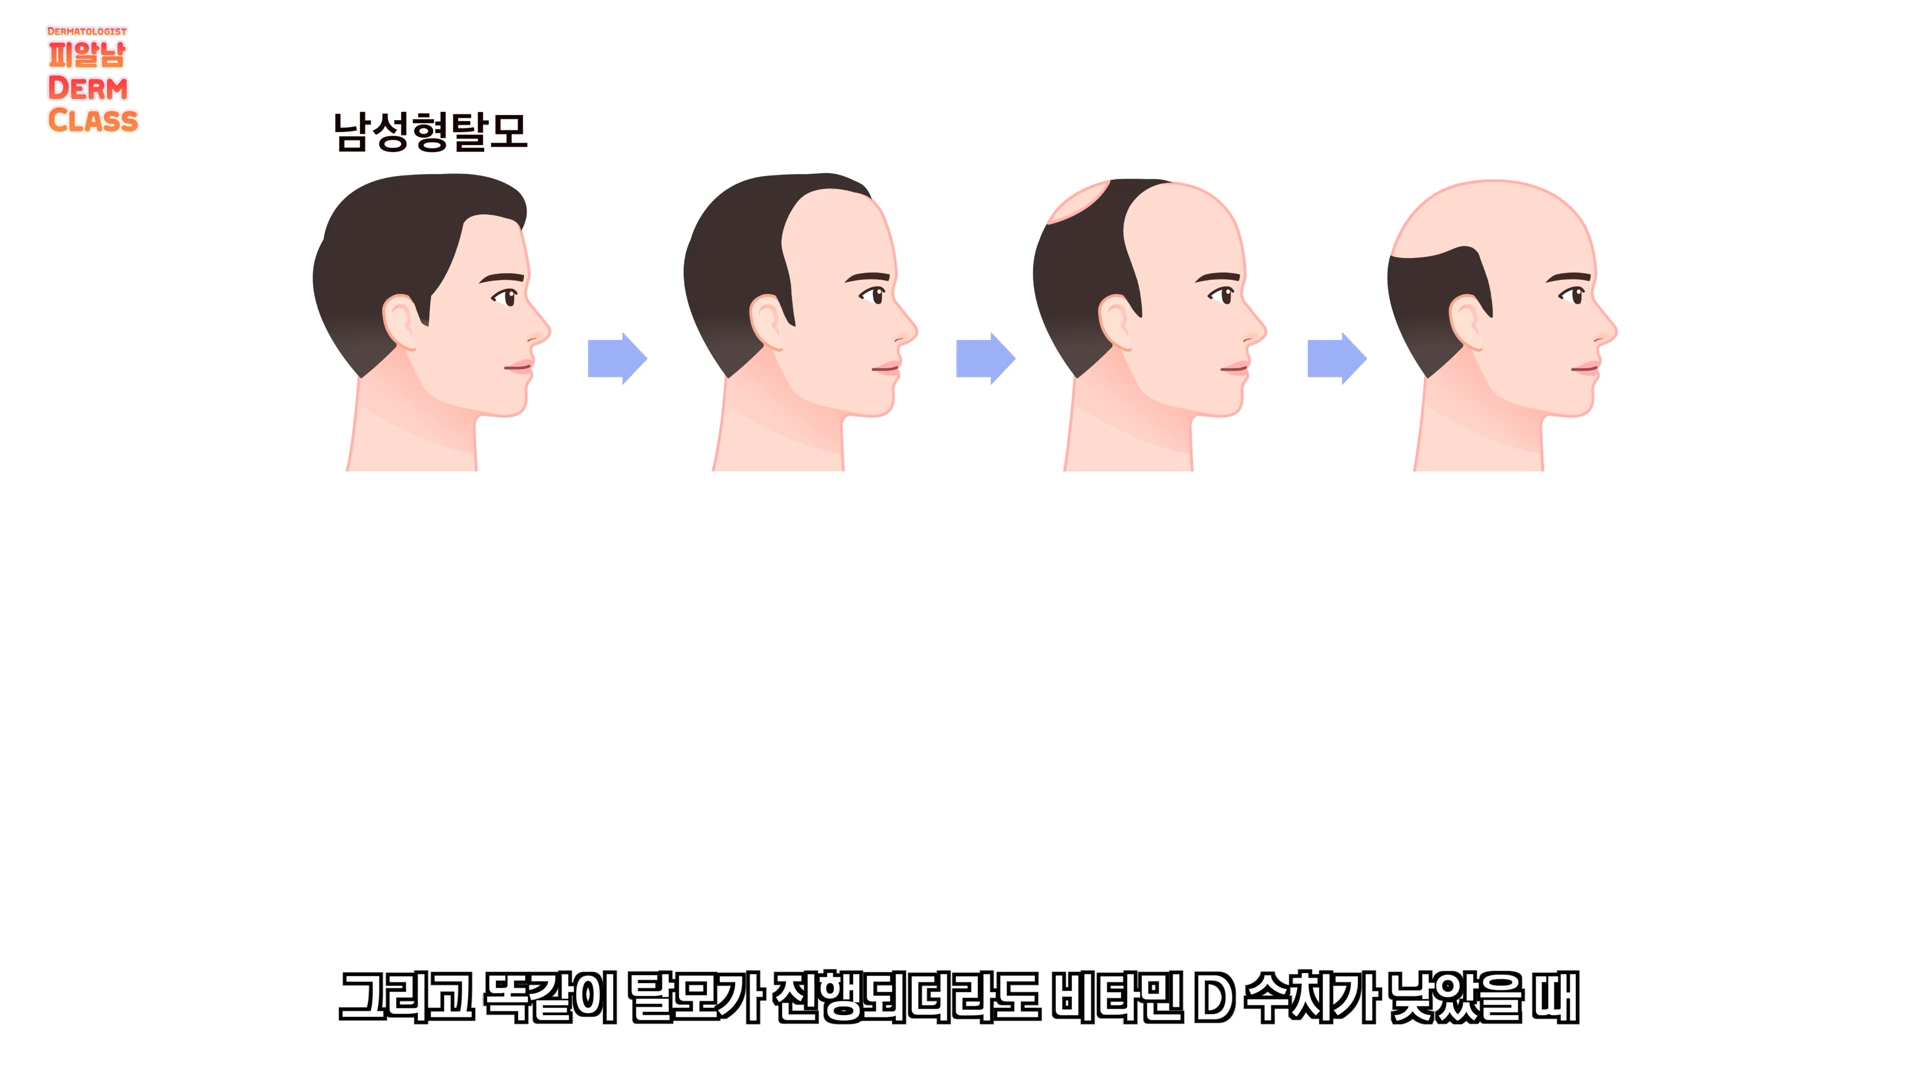 DERMATOLOGIST
피알남
DERM
CLASS
남성형탈모
그리고 똑같이 탈모가 진행되더라도 비타민 D 수치가 낮았을 때